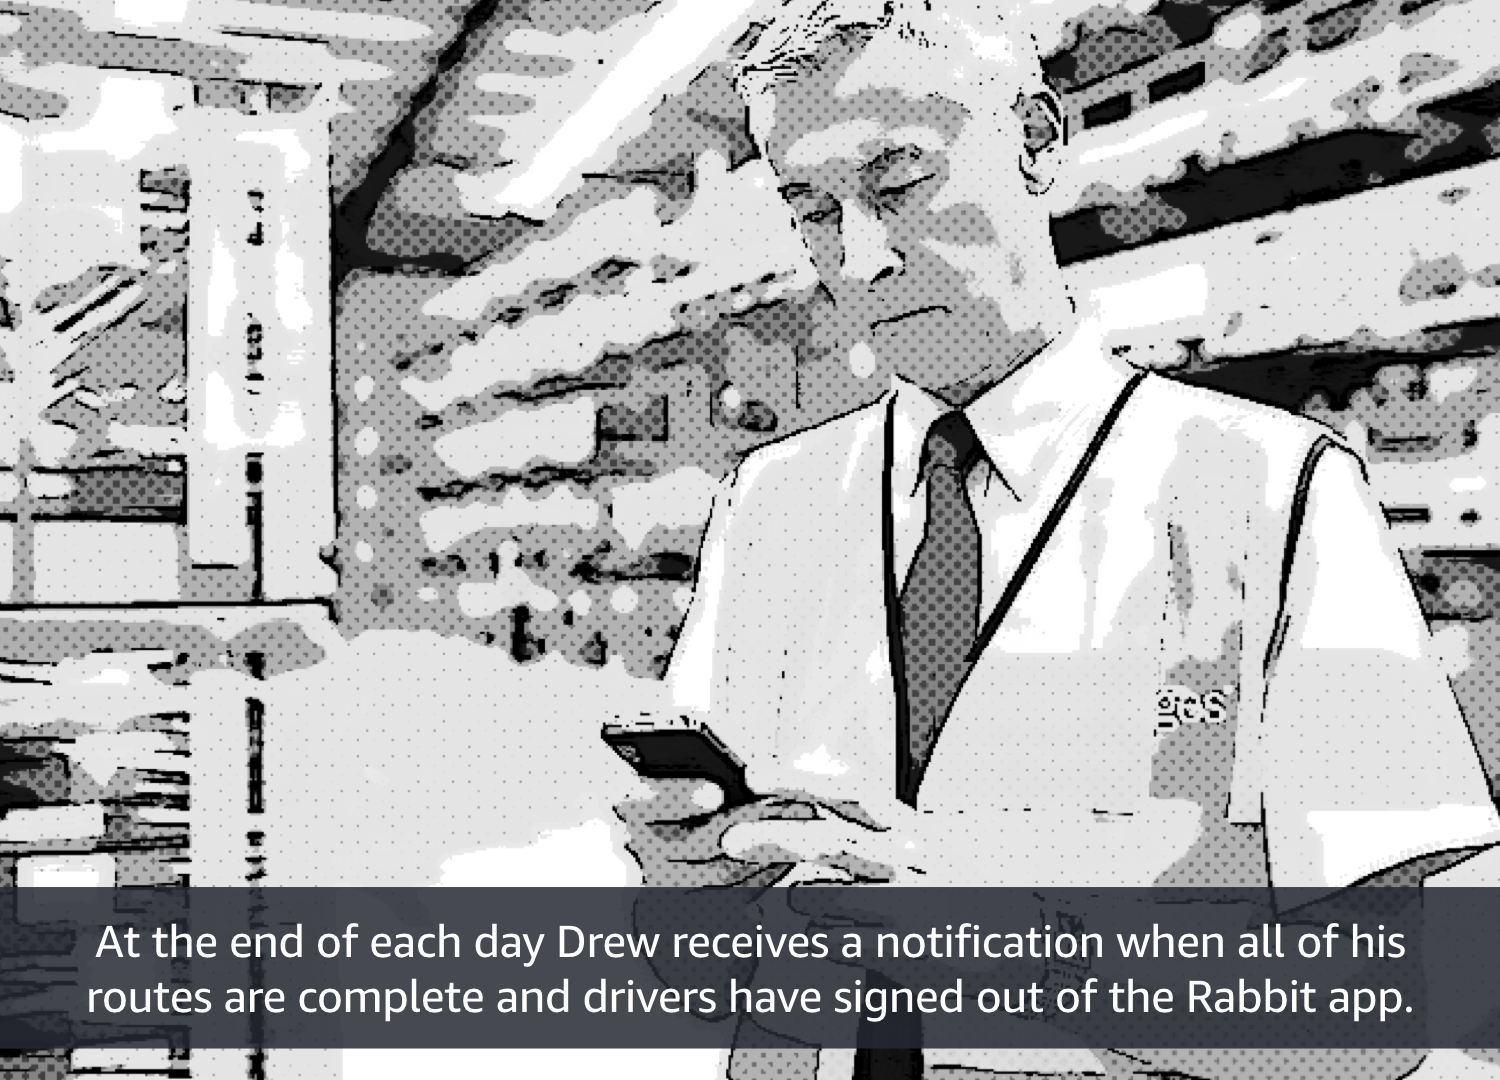 ges
At the end of each day Drew receives a notification when all of his
routes are complete and drivers have signed out of the Rabbit app.